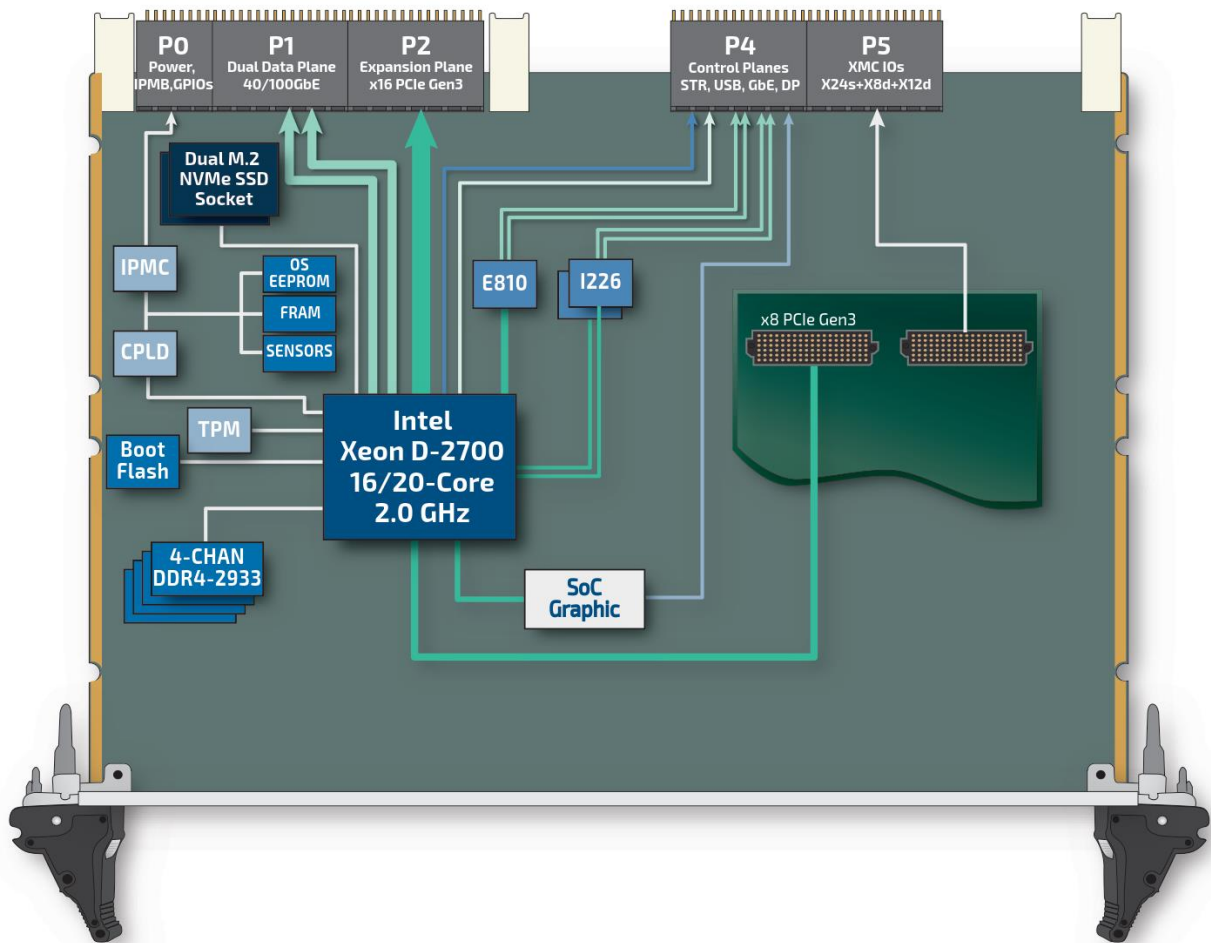 P0
Power,
IPMB,GPIOs
P1
Dual Data Plane
40/100GbE
P2
Expansion Plane
x16 PCIe Gen3
P4
Control Planes
STR, USB, GbE, DP
P5
XMC IOs
X24s+X8d+X12d
Dual M.2
NVMe SSD
Socket
IPMC
OS
EEPROM
FRAM
SENSORS
CPLD
E810
I226
x8 PCIe Gen3
TPM
Boot
Flash
Intel
Xeon D-2700
16/20-Core
2.0 GHz
4-CHAN
DDR4-2933
SoC
Graphic